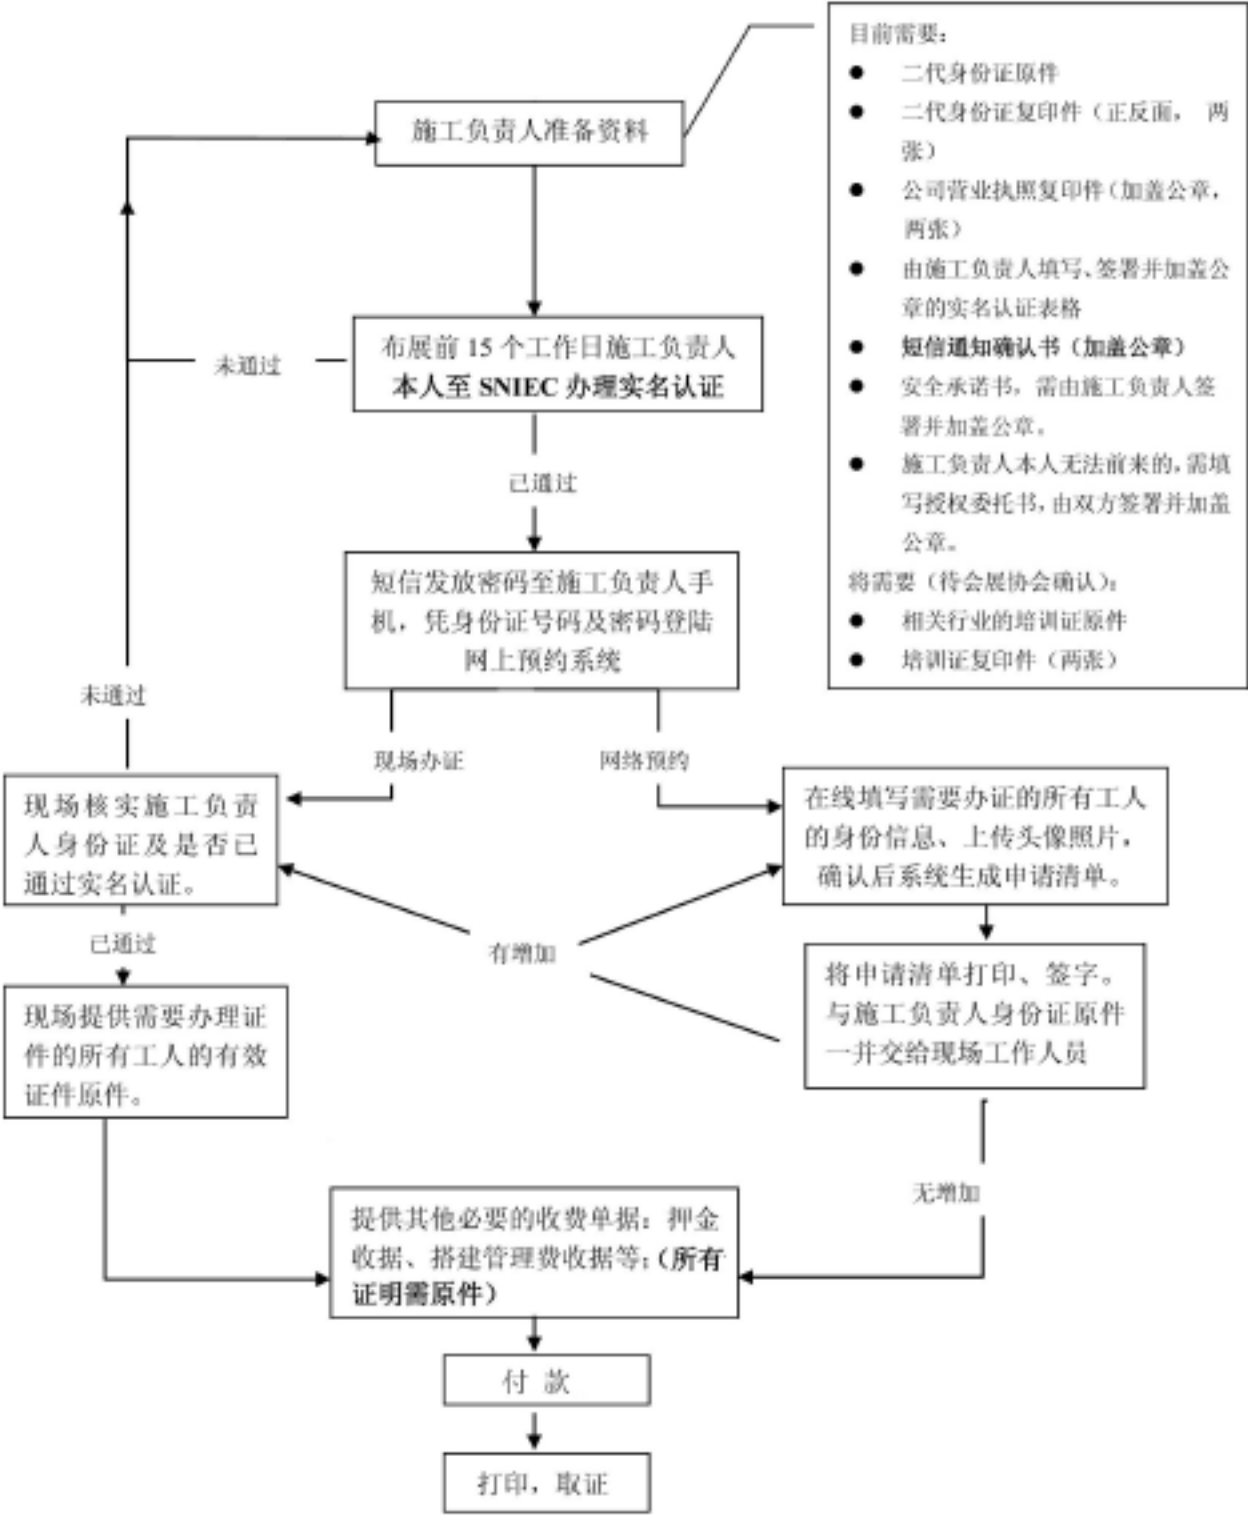 目前需要：
● 二代身份证原件
● 二代身份证复印件（正反面， 两
张）
● 公司营业执照复印件（加盖公章，
两张）
● 由施工负责人填写、签署并加盖公
章的实名认证表格
● 短信通知确认书（加盖公章）
● 安全承诺书，需由施工负责人签
署并加盖公章。
● 施工负责人本人无法前来的，需填
写授权委托书，由双方签署并加盖
公章。
将需要（待会展协会确认）：
● 相关行业的培训证原件
● 培训证复印件（两张）
施工负责人准备资料
布展前 15 个工作日施工负责人
本人至 SNIEC 办理实名认证
未通过
已通过
短信发放密码至施工负责人手
机，凭身份证号码及密码登陆
网上预约系统
未通过
现场办证
网络预约
现场核实施工负责
人身份证及是否已
通过实名认证。
在线填写需要办证的所有工人
的身份信息、上传头像照片，
确认后系统生成申请清单。
已通过
有增加
将申请清单打印、签字。
与施工负责人身份证原件
一并交给现场工作人员
现场提供需要办理证
件的所有工人的有效
证件原件。
无增加
提供其他必要的收费单据：押金
收据、搭建管理费收据等；（所有
证明需原件）
付 款
打印，取证